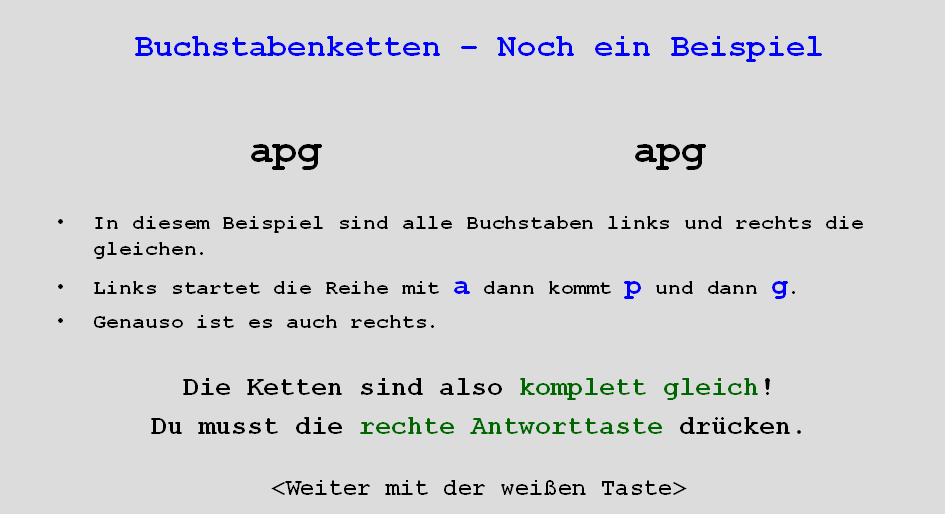 Buchstabenketten – Noch ein Beispiel
apg apg
• In diesem Beispiel sind alle Buchstaben links und rechts die
gleichen.
• Links startet die Reihe mit a dann kommt p und dann g.
• Genauso ist es auch rechts.
Die Ketten sind also komplett gleich!
Du musst die rechte Antworttaste drücken.
<Weiter mit der weißen Taste>